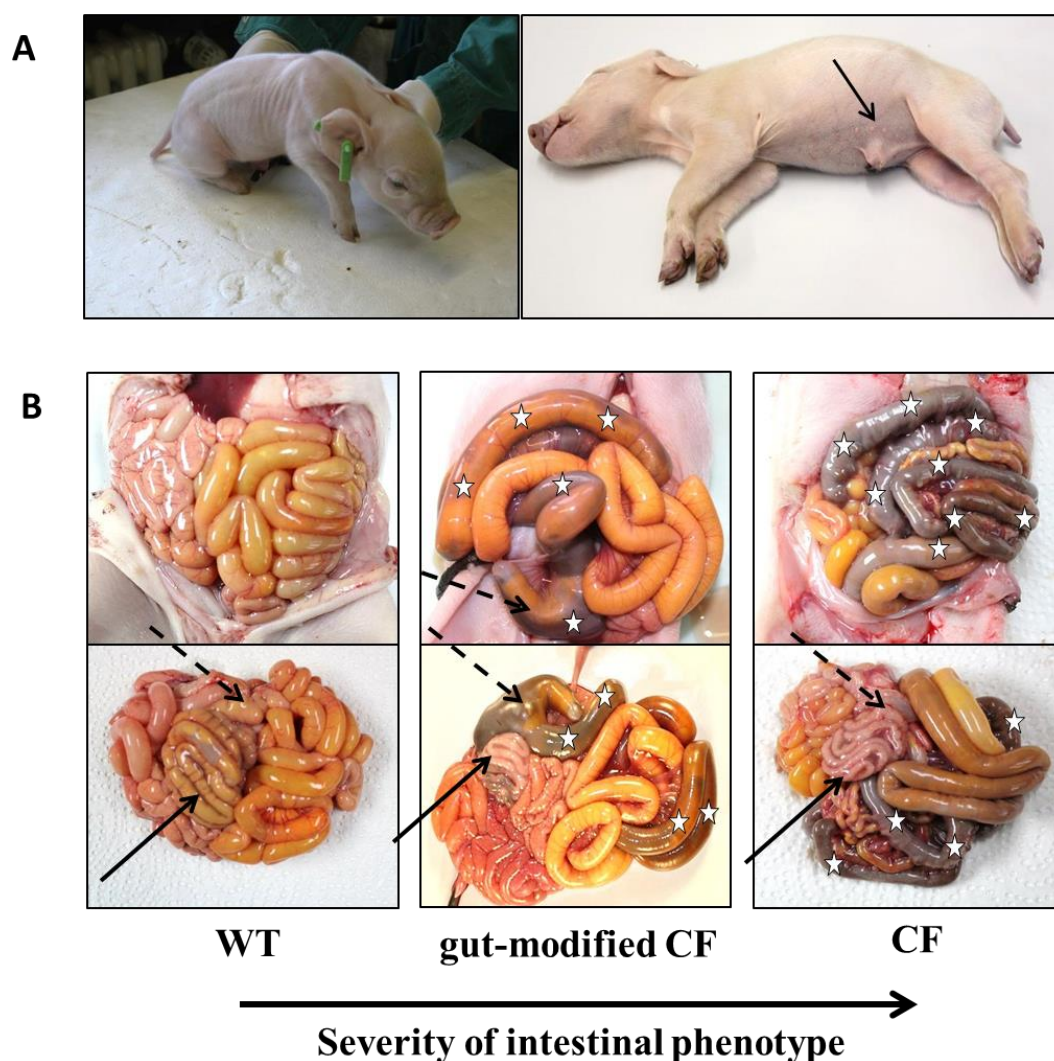 A
B
WT
gut-modified CF
CF
Severity of intestinal phenotype